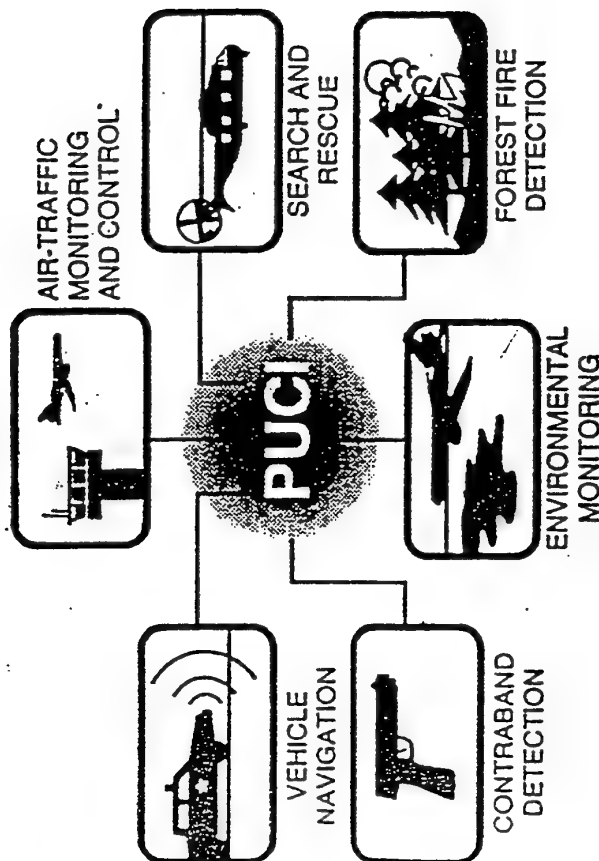 AIR-TRAFFIC
MONITORING
AND CONTROL
VEHICLE
NAVIGATION
SEARCH AND
RESCUE
PUCI
CONTRABAND
DETECTION
ENVIRONMENTAL
MONITORING
FOREST FIRE
DETECTION